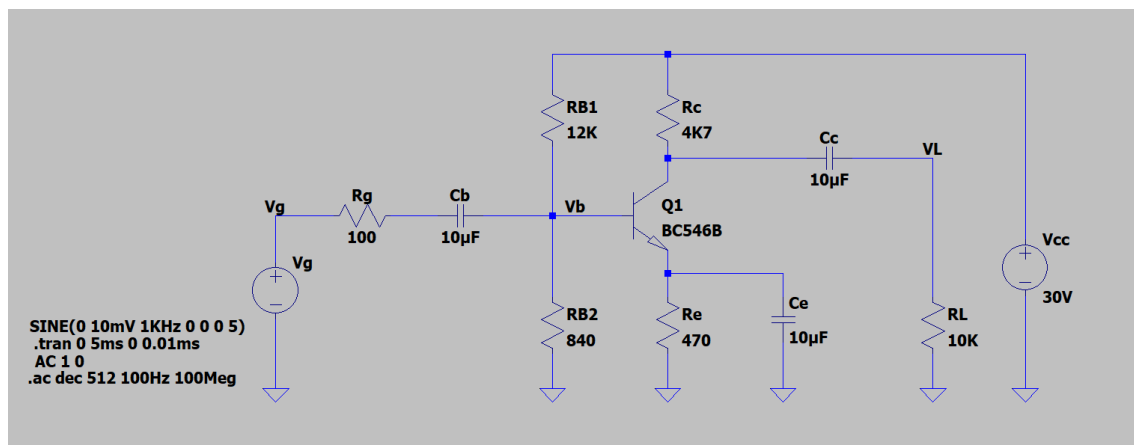 RB1
12K
Rc
4K7
Cc
10µF
VL
Vg
Rg
100
Cb
10µF
Vb
Q1
BC546B
Vg
SINE(0 10mV 1KHz 0 0 0 5)
.tran 0 5ms 0 0.01ms
AC 1 0
.ac dec 512 100Hz 100Meg
RB2
840
Re
470
Ce
10µF
RL
10K
Vcc
30V